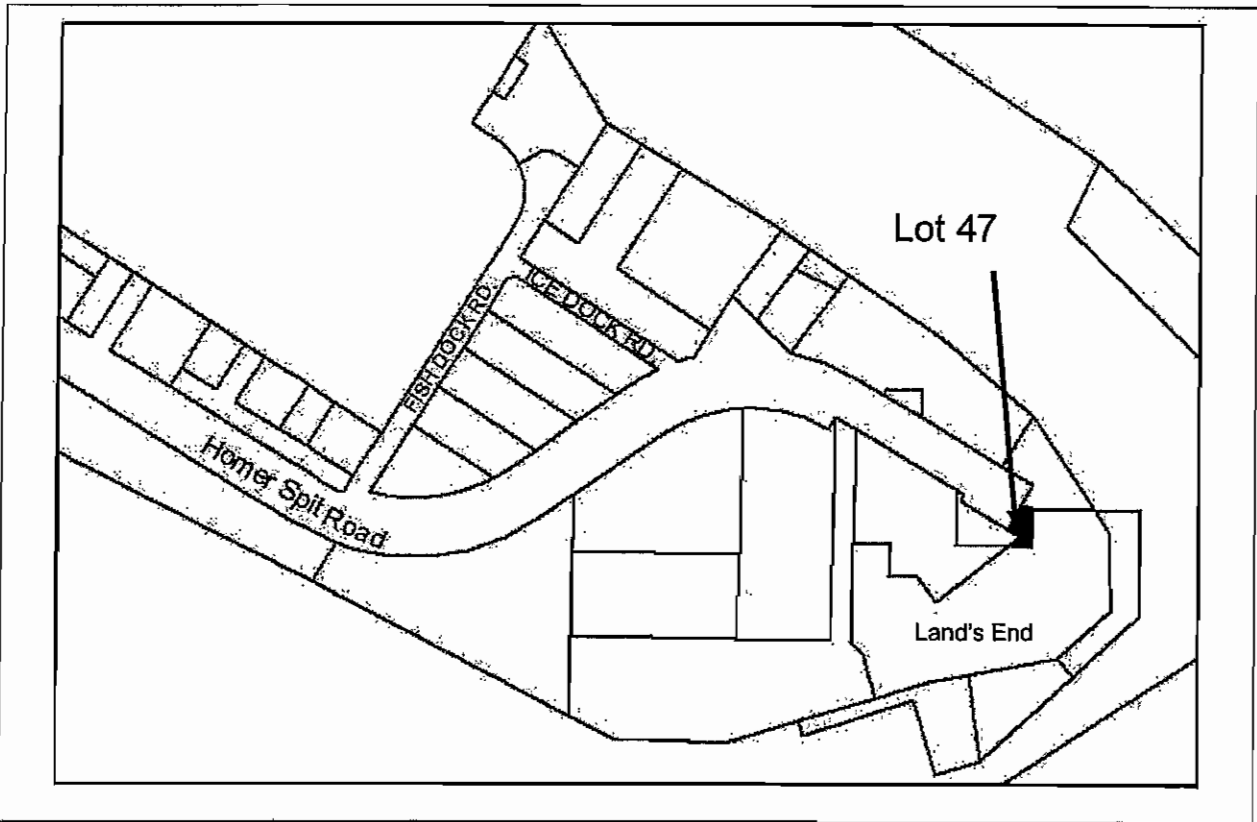 Lot 47
ICE DOCK RD
FISH DOCK RD
Homer Spit Road
Land's End